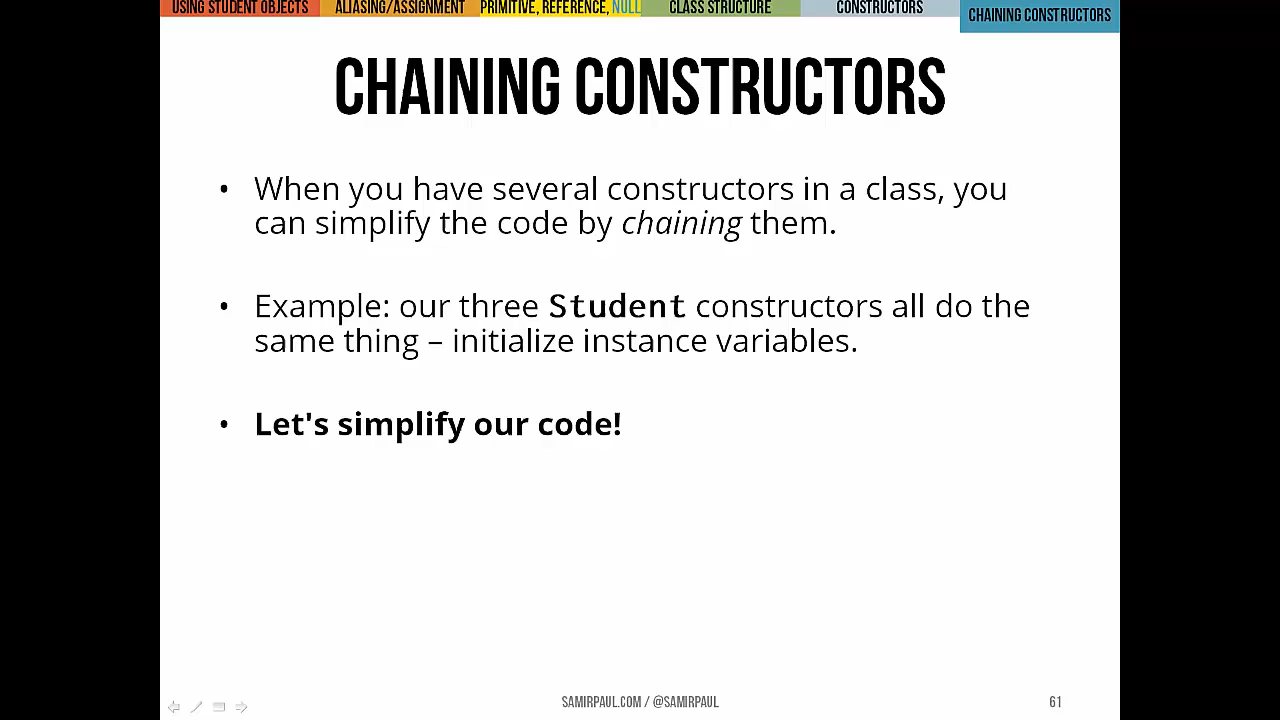 USING STUDENT OBJECTS
ALIASING/ASSIGNMENT
PRIMITIVE, REFERENCE, NULL
CLASS STRUCTURE
CONSTRUCTORS
CHAINING CONSTRUCTORS
CHAINING CONSTRUCTORS
• When you have several constructors in a class, you
can simplify the code by chaining them.
• Example: our three Student constructors all do the
same thing – initialize instance variables.
• Let's simplify our code!
SAMIRPAUL.COM / @SAMIRPAUL
61